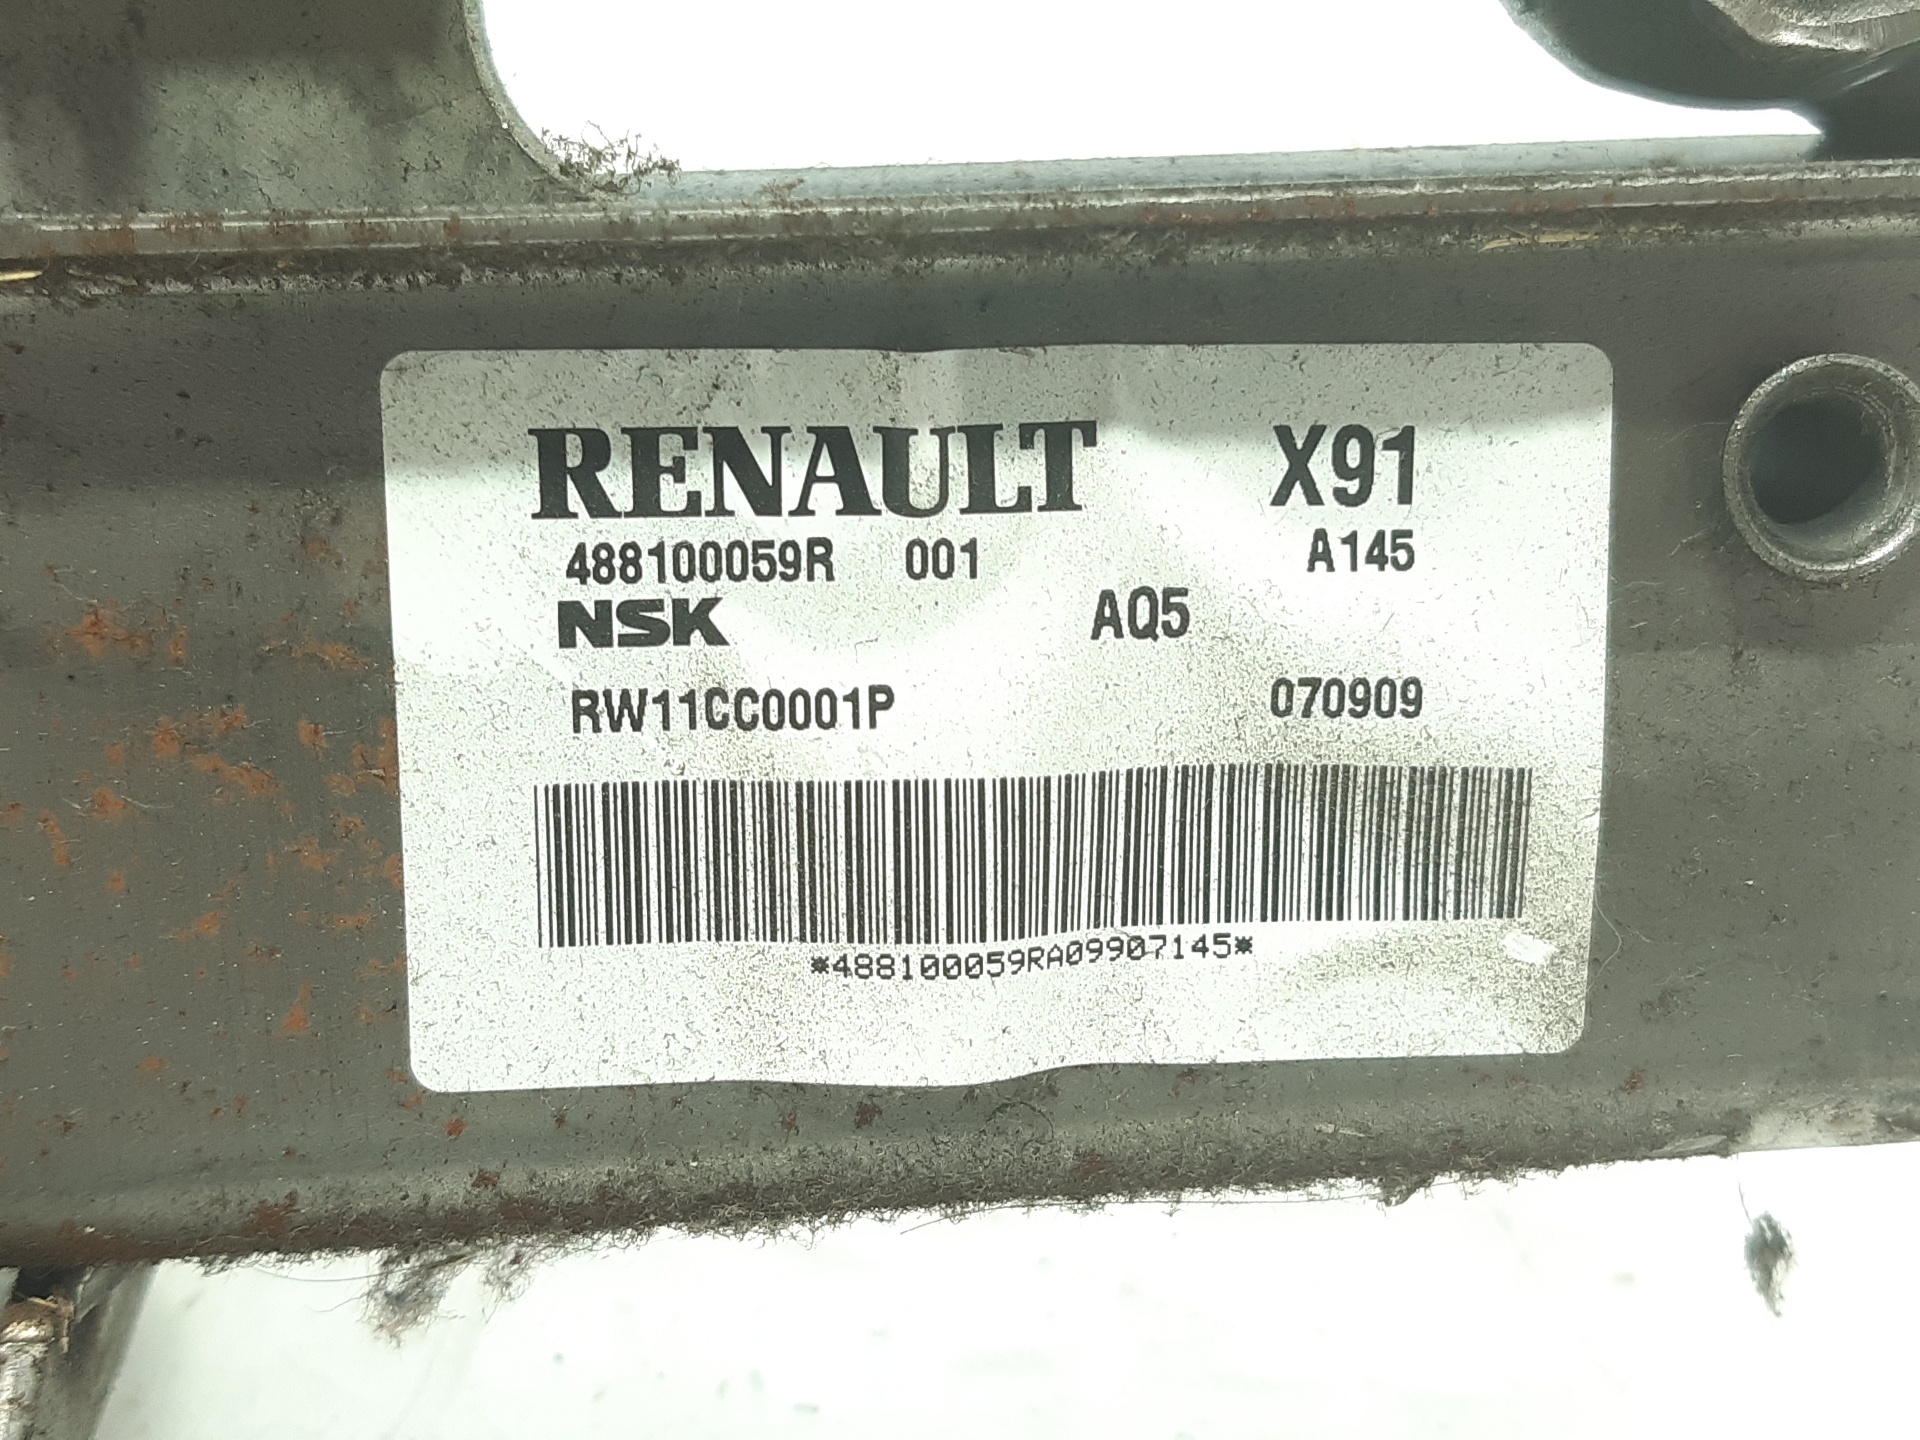 RENAULT X91
488100059R 001 A145
NSK AQ5
RW11CC0001P 070909
*488100059RA09907145*